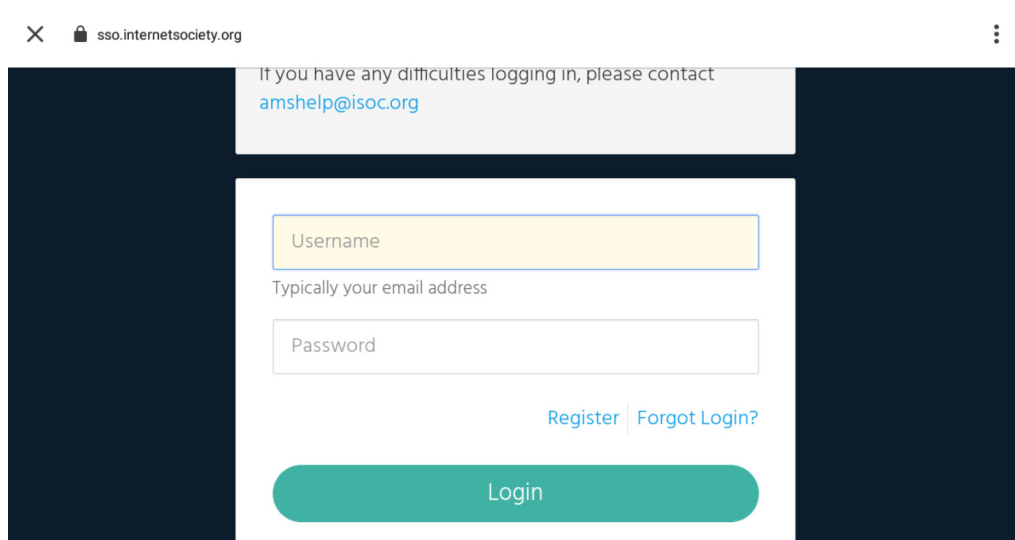 sso.internetsociety.org
If you have any difficulties logging in, please contact
amshelp@isoc.org
Username
Typically your email address
Password
Register Forgot Login?
Login